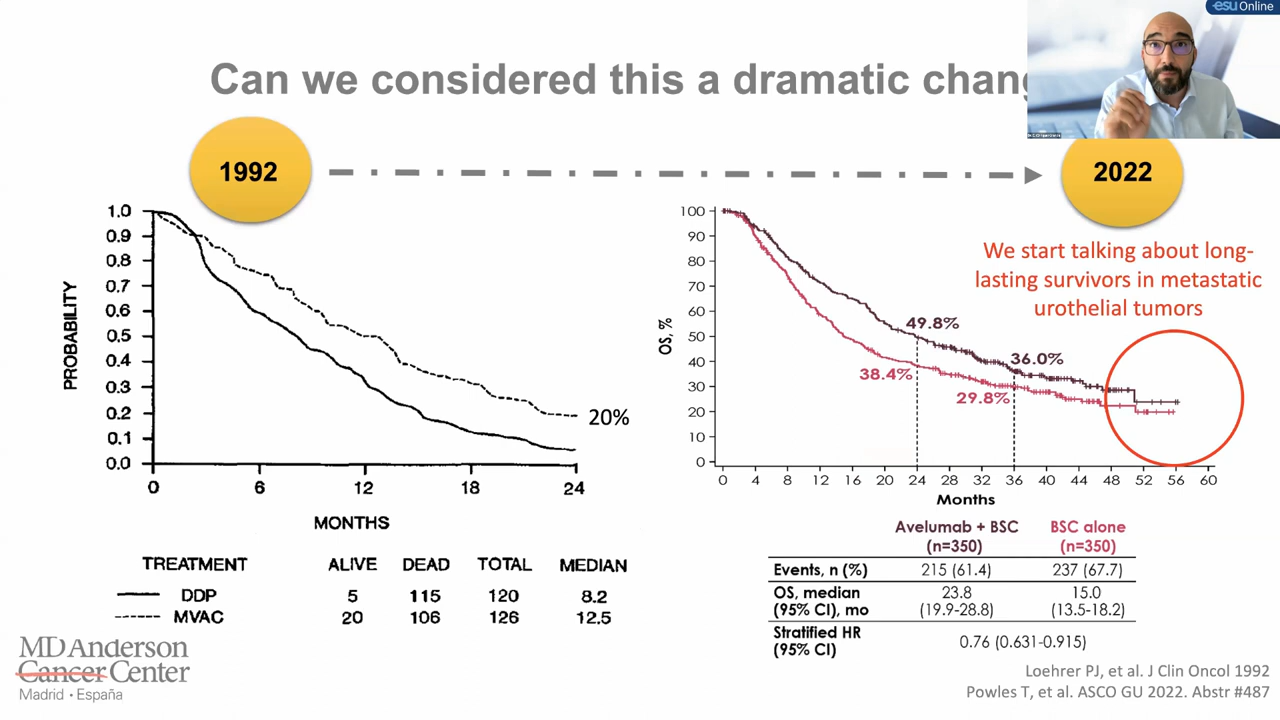 esu Online
Can we considered this a dramatic chang
1992
2022
1.0
0.9
0.8
0.7
0.6
0.5
0.4
0.3
0.2
0.1
0.0
PROBABILITY
20%
0 6 12 18 24
MONTHS
TREATMENT ALIVE DEAD TOTAL MEDIAN
DDP 5 115 120 8.2
MVAC 20 106 126 12.5
100
90
80
70
60
50
40
30
20
10
0
OS, %
We start talking about long-
lasting survivors in metastatic
urothelial tumors
49.8%
36.0%
38.4%
29.8%
0 4 8 12 16 20 24 28 32 36 40 44 48 52 56 60
Months
Avelumab + BSC BSC alone
(n=350) (n=350)
Events, n (%) 215 (61.4) 237 (67.7)
OS, median 23.8 15.0
(95% CI), mo (19.9-28.8) (13.5-18.2)
Stratified HR
(95% CI) 0.76 (0.631-0.915)
MD Anderson
Cancer Center
Madrid • España
Loehrer PJ, et al. J Clin Oncol 1992
Powles T, et al. ASCO GU 2022. Abstr #487